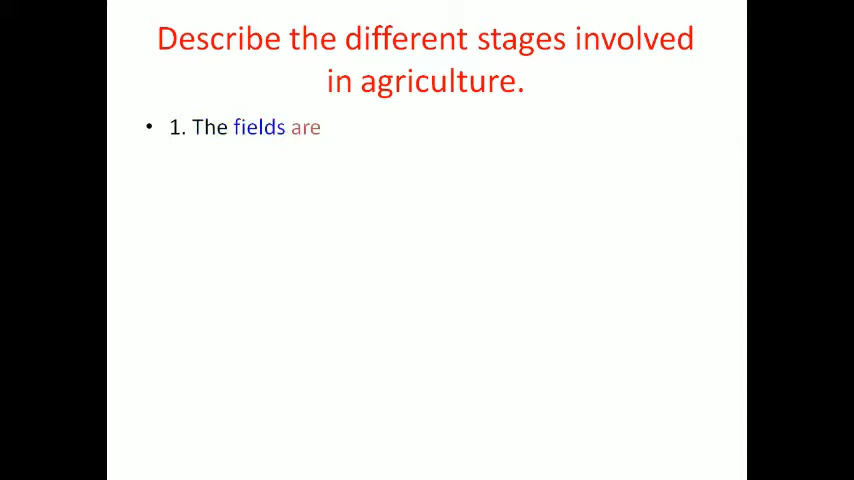 Describe the different stages involved
in agriculture.
• 1. The fields are